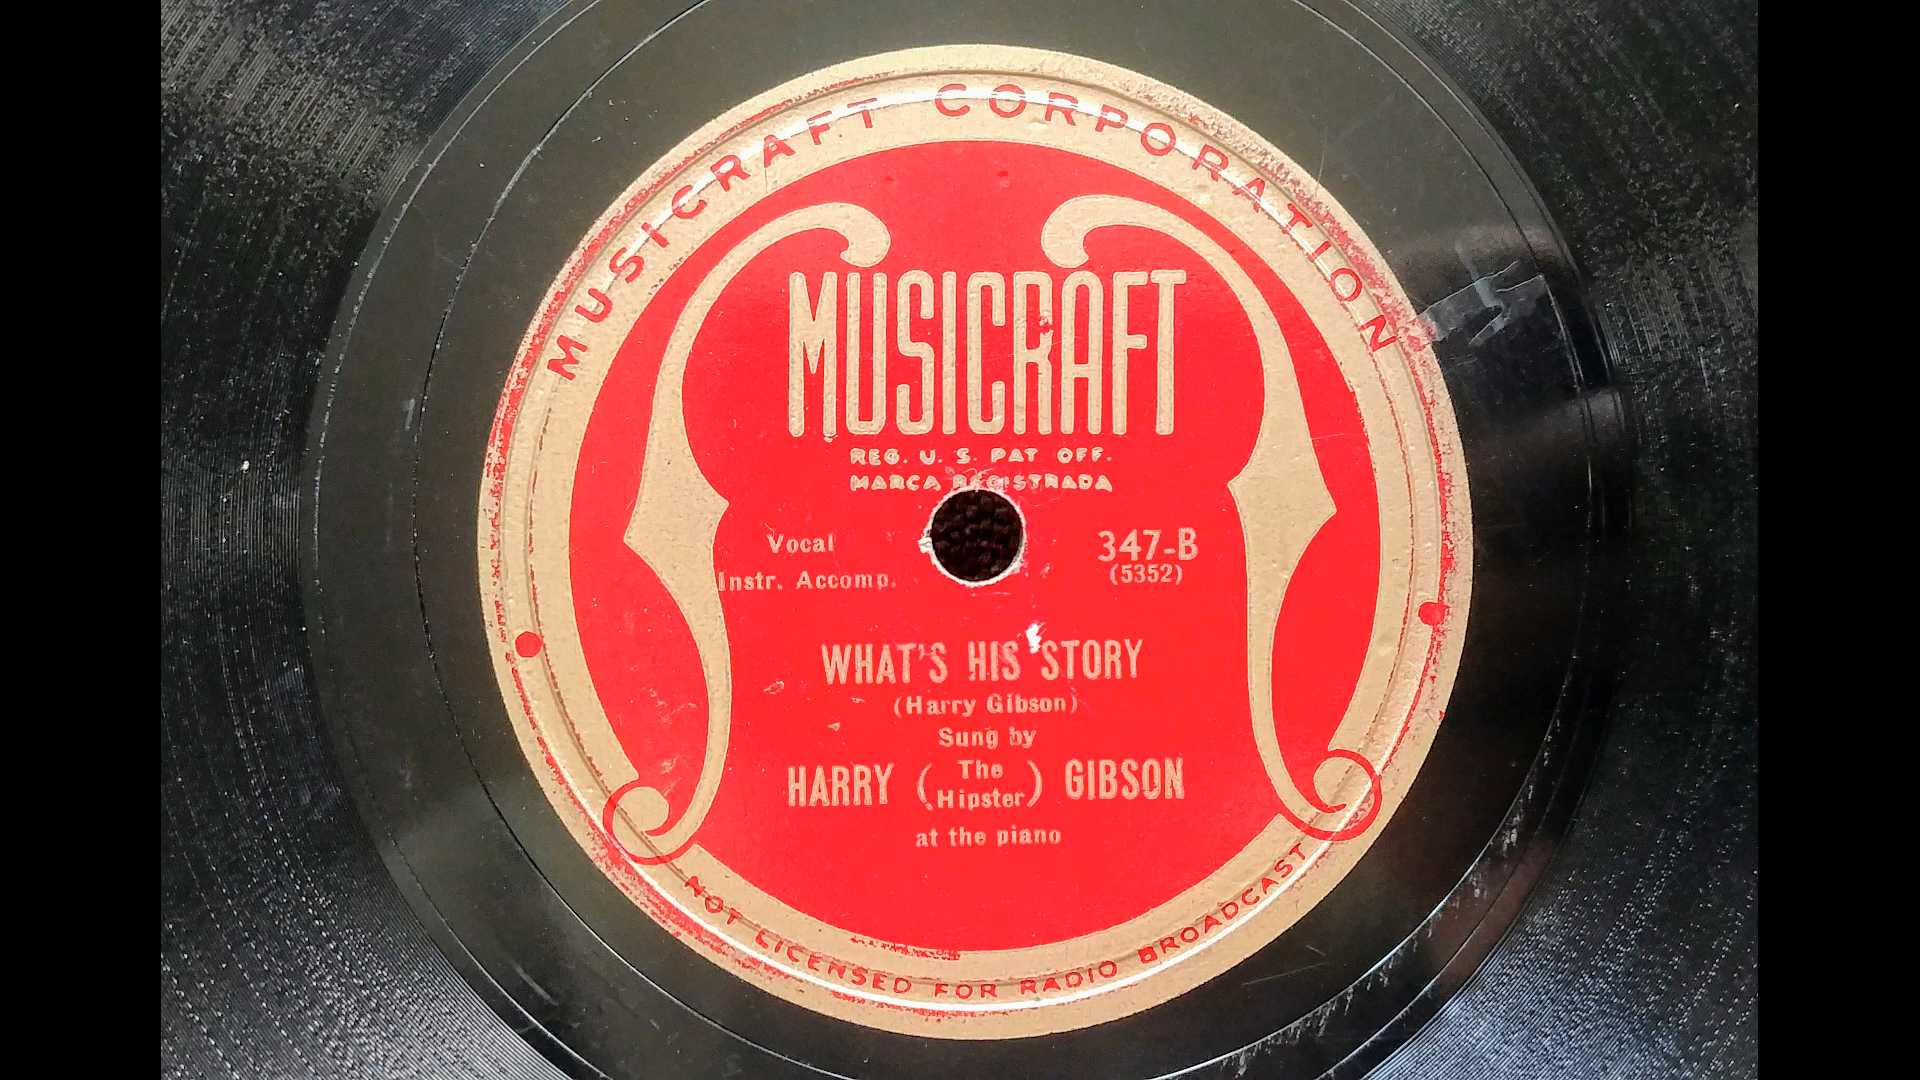 MUSICRAFT CORPORATION
MUSICRAFT
REG. U. S. PAT OFF.
MARCA REGISTRADA
Vocal
Instr. Accomp.
347-B
(5352)
WHAT'S HIS STORY
(Harry Gibson)
Sung by
HARRY (The Hipster) GIBSON
at the piano
NOT LICENSED FOR RADIO BROADCAST